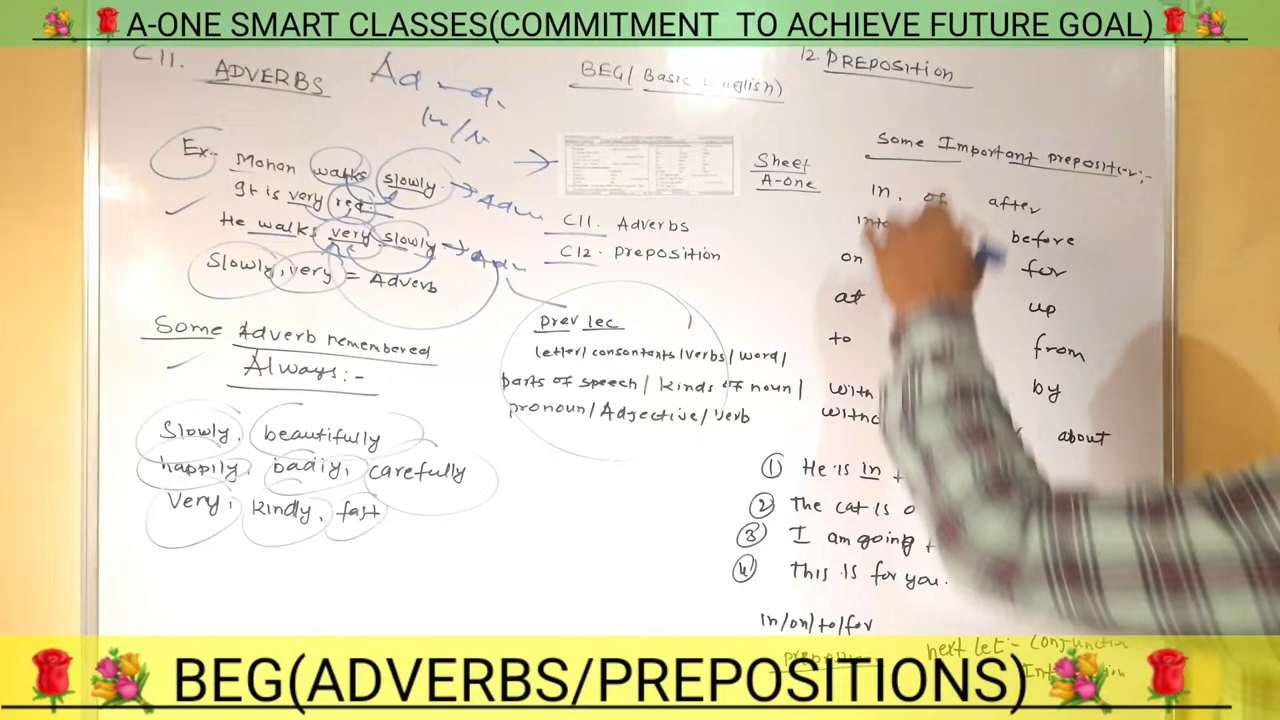 A-ONE SMART CLASSES(COMMITMENT TO ACHIEVE FUTURE GOAL)
C11. ADVERBS
Ad
Ex.. Mohan walks slowly. → Adv
It is very red.
He walks very slowly → Adv
Slowly, very = Adverb
Some Adverb remembered
Always:-
Slowly, beautifully
happily, badly, carefully
Very, kindly, fast
BEG/ Basic English)
Sheet
A-one
C11. Adverbs
C12. preposition
prev lec
letter/ consontants/verbs/word/
parts of speech/ kinds of noun/
pronoun/Adjective/verb
12. PREPOSITION
Some Important preposition:-
In, of after
into before
on for
at up
to from
with by
about
① He is in
② The cat is
③ I am going
④ This is for you.
In/on/to/for
preposition
next let:- Conjunction
BEG(ADVERBS/PREPOSITIONS)